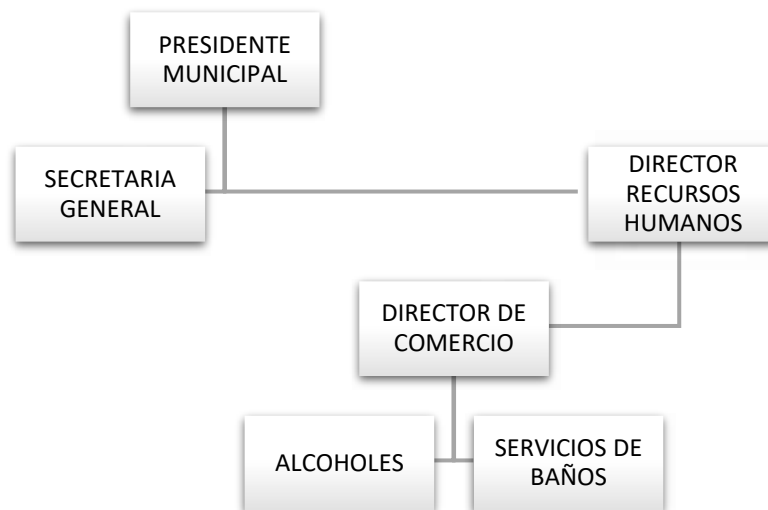 PRESIDENTE
MUNICIPAL
SECRETARIA
GENERAL
DIRECTOR
RECURSOS
HUMANOS
DIRECTOR DE
COMERCIO
ALCOHOLES
SERVICIOS DE
BAÑOS